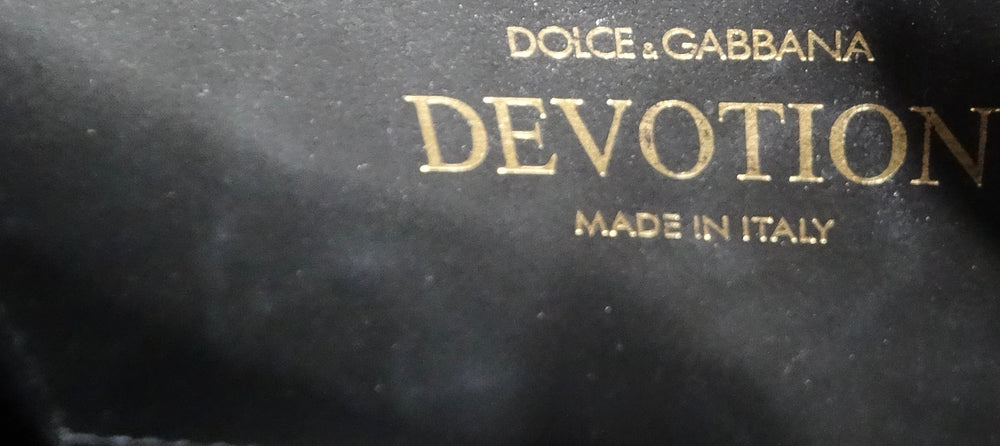 DOLCE & GABBANA
DEVOTION
MADE IN ITALY